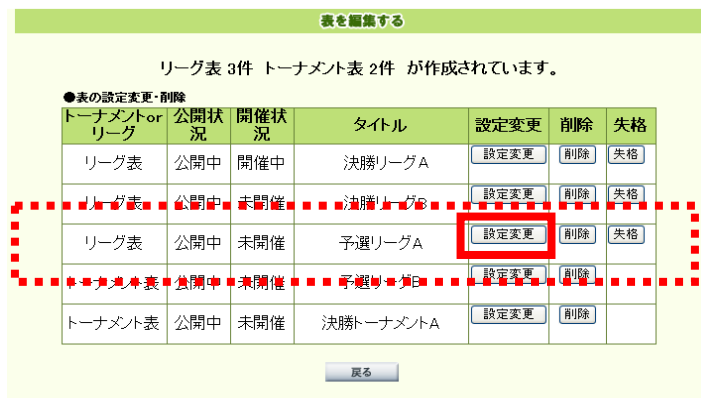 表を編集する
リーグ表 3件 トーナメント表 2件 が作成されています。
●表の設定変更・削除
トーナメントor リーグ 公開状況 開催状況 タイトル 設定変更 削除 失格
リーグ表 公開中 開催中 決勝リーグA 設定変更 削除 失格
リーグ表 公開中 未開催 決勝リーグB 設定変更 削除 失格
リーグ表 公開中 未開催 予選リーグA 設定変更 削除 失格
トーナメント表 公開中 未開催 予選リーグB 設定変更 削除
トーナメント表 公開中 未開催 決勝トーナメントA 設定変更 削除
戻る